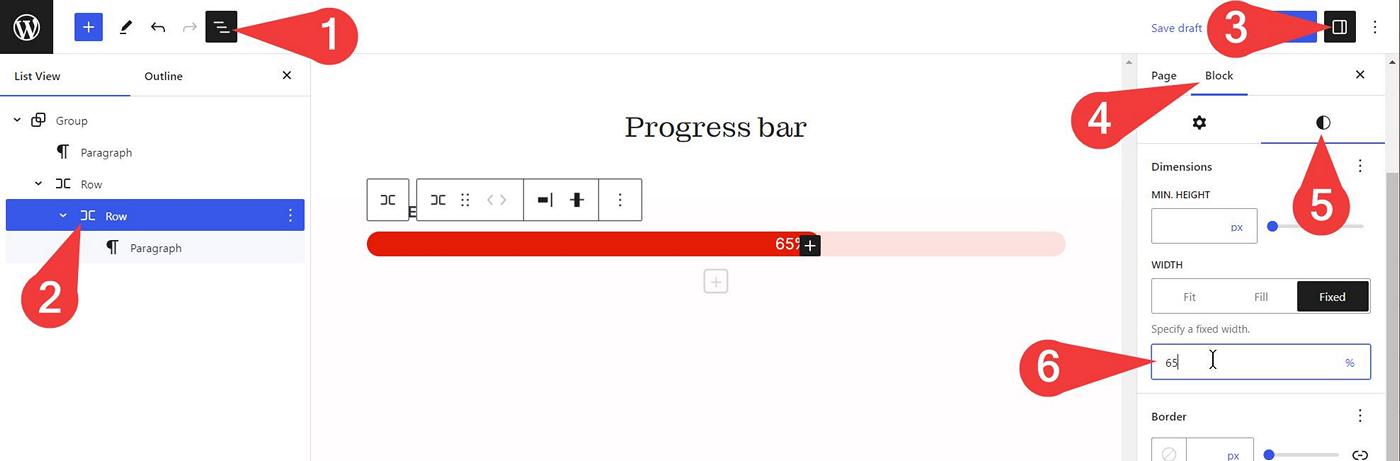 1
Save draft
3
List View
Outline
Page
Block
4
Group
Progress bar
Paragraph
Dimensions
Row
MIN. HEIGHT
Row
5
px
2
Paragraph
65%
WIDTH
Fit
Fill
Fixed
Specify a fixed width.
6
65
%
Border
px